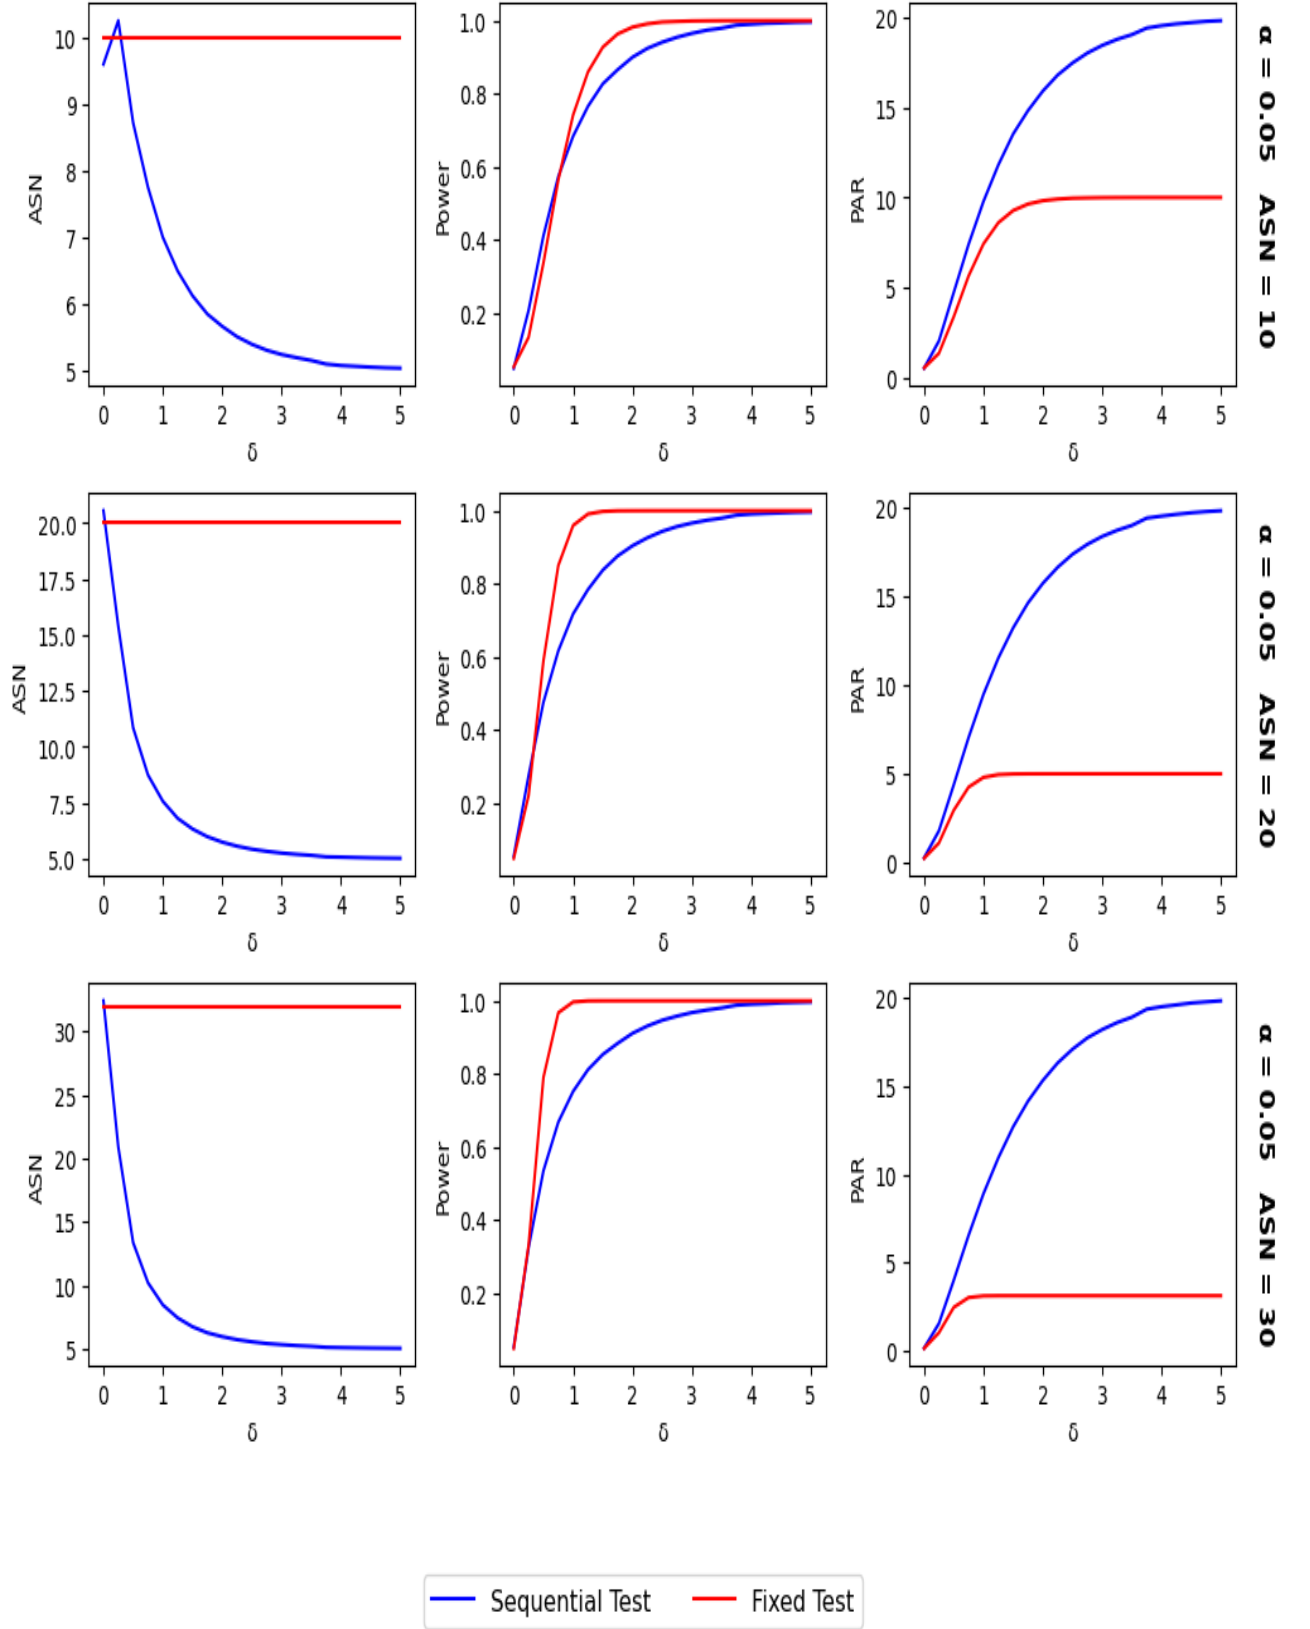 10
9
8
7
6
5
ASN
0 1 2 3 4 5
δ
1.0
0.8
0.6
0.4
0.2
Power
0 1 2 3 4 5
δ
20
15
10
5
0
PAR
0 1 2 3 4 5
δ
α = 0.05 ASN = 10
20.0
17.5
15.0
12.5
10.0
7.5
5.0
ASN
0 1 2 3 4 5
δ
1.0
0.8
0.6
0.4
0.2
Power
0 1 2 3 4 5
δ
20
15
10
5
0
PAR
0 1 2 3 4 5
δ
α = 0.05 ASN = 20
30
25
20
15
10
5
ASN
0 1 2 3 4 5
δ
1.0
0.8
0.6
0.4
0.2
Power
0 1 2 3 4 5
δ
20
15
10
5
0
PAR
0 1 2 3 4 5
δ
α = 0.05 ASN = 30
Sequential Test
Fixed Test